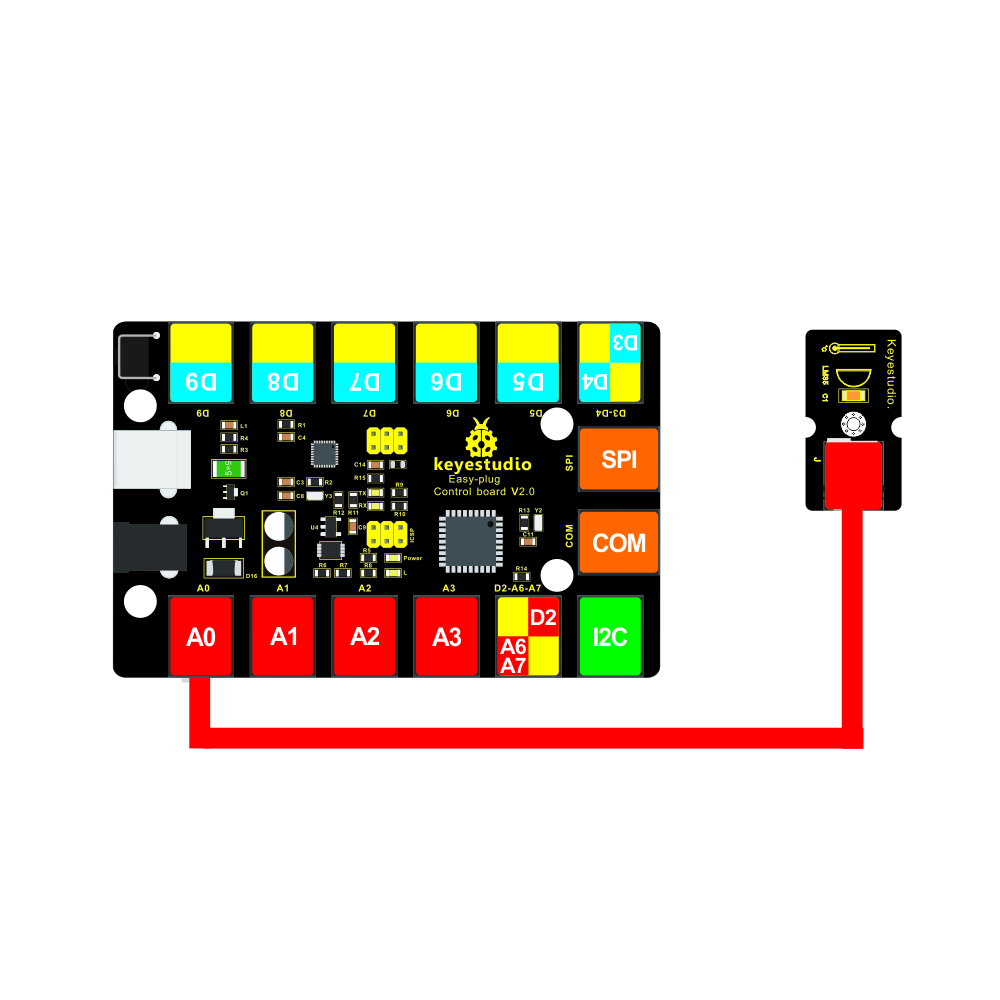 D9
D8
D7
D6
D5
D3
D4
D9
D8
D7
D6
D5
D3-D4
L1
R4
R3
R1
C4
5+9
Q1
C3
R2
C8
Y3
C14
R15
TX
RX
R9
R10
R12
R11
U4
C9
ICSP
R5
R6
R7
R8
Power
L
D16
keyestudio
Easy-plug
Control board V2.0
R13
Y2
C11
R14
SPI
SPI
COM
COM
A0
A1
A2
A3
D2-A6-A7
A0
A1
A2
A3
D2
A6
A7
I2C
Keyestudio.
°C
LM35
C1
J